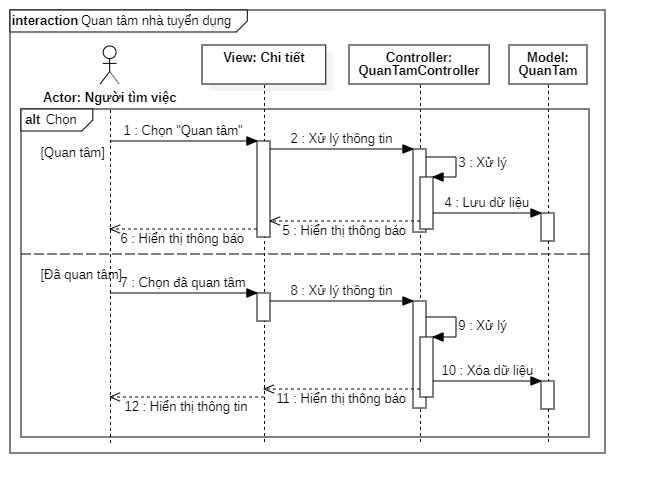 interaction Quan tâm nhà tuyển dụng
View: Chi tiết
Controller:
QuanTamController
Model:
QuanTam
Actor: Người tìm việc
alt Chọn
1 : Chọn "Quan tâm"
2 : Xử lý thông tin
[Quan tâm]
3 : Xử lý
4 : Lưu dữ liệu
5 : Hiển thị thông báo
6 : Hiển thị thông báo
[Đã quan tâm]
7 : Chọn đã quan tâm
8 : Xử lý thông tin
9 : Xử lý
10 : Xóa dữ liệu
11 : Hiển thị thông báo
12 : Hiển thị thông tin